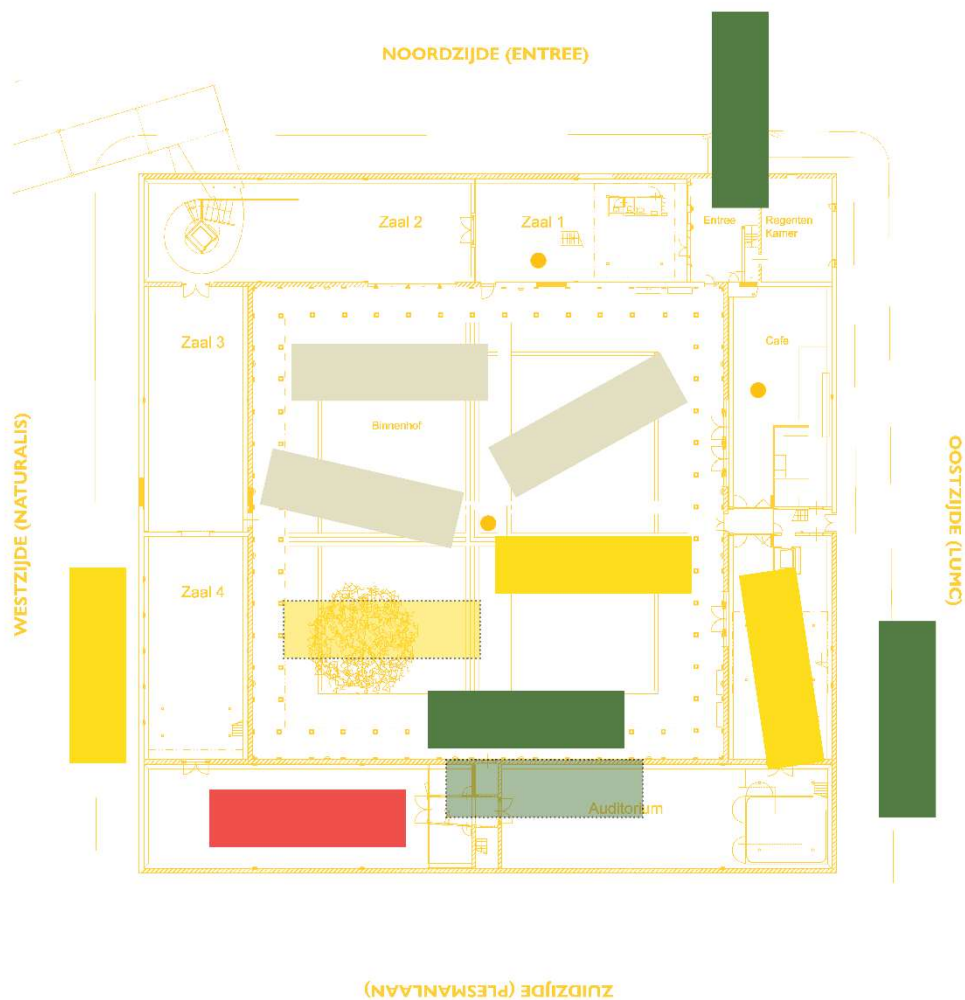 NOORDZIJDE (ENTREE)
Zaal 2
Zaal 1
Entree
Regenten
Kamer
Zaal 3
Cafe
Binnenhof
WESTZIJDE (NATURALIS)
OOSTZIJDE (LUMC)
Zaal 4
Auditorium
ZUIDZIJDE (PLESMANLAAN)